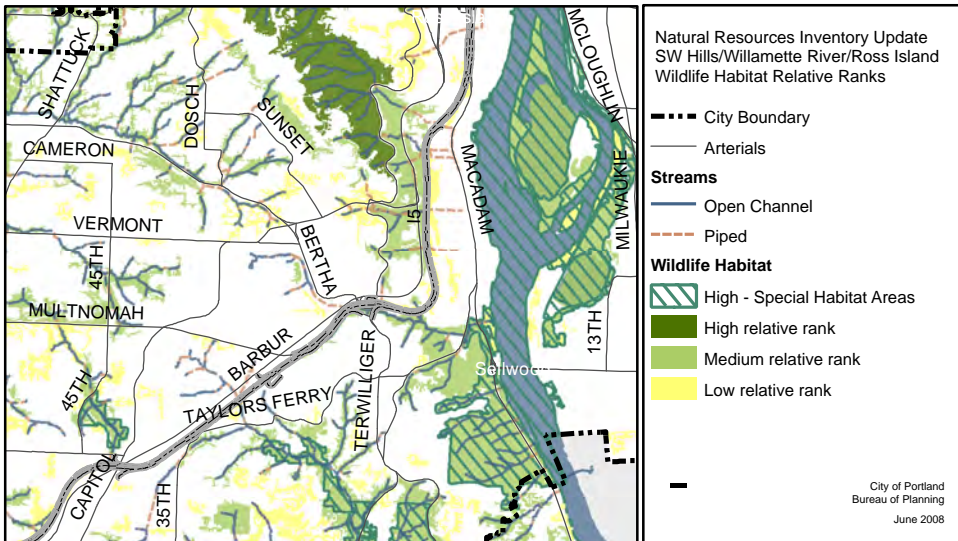 SHATTUCK
DOSCH
SUNSET
CAMERON
VERMONT
45TH
BERTHA
MULTNOMAH
BARBUR
45TH
TAYLORS FERRY
TERWILLIGER
CAPITOL
35TH
I5
MACADAM
MCLOUGHLIN
MILWAUKIE
13TH
Sellwood
Natural Resources Inventory Update
SW Hills/Willamette River/Ross Island
Wildlife Habitat Relative Ranks
City Boundary
Arterials
Streams
Open Channel
Piped
Wildlife Habitat
High - Special Habitat Areas
High relative rank
Medium relative rank
Low relative rank
City of Portland
Bureau of Planning
June 2008